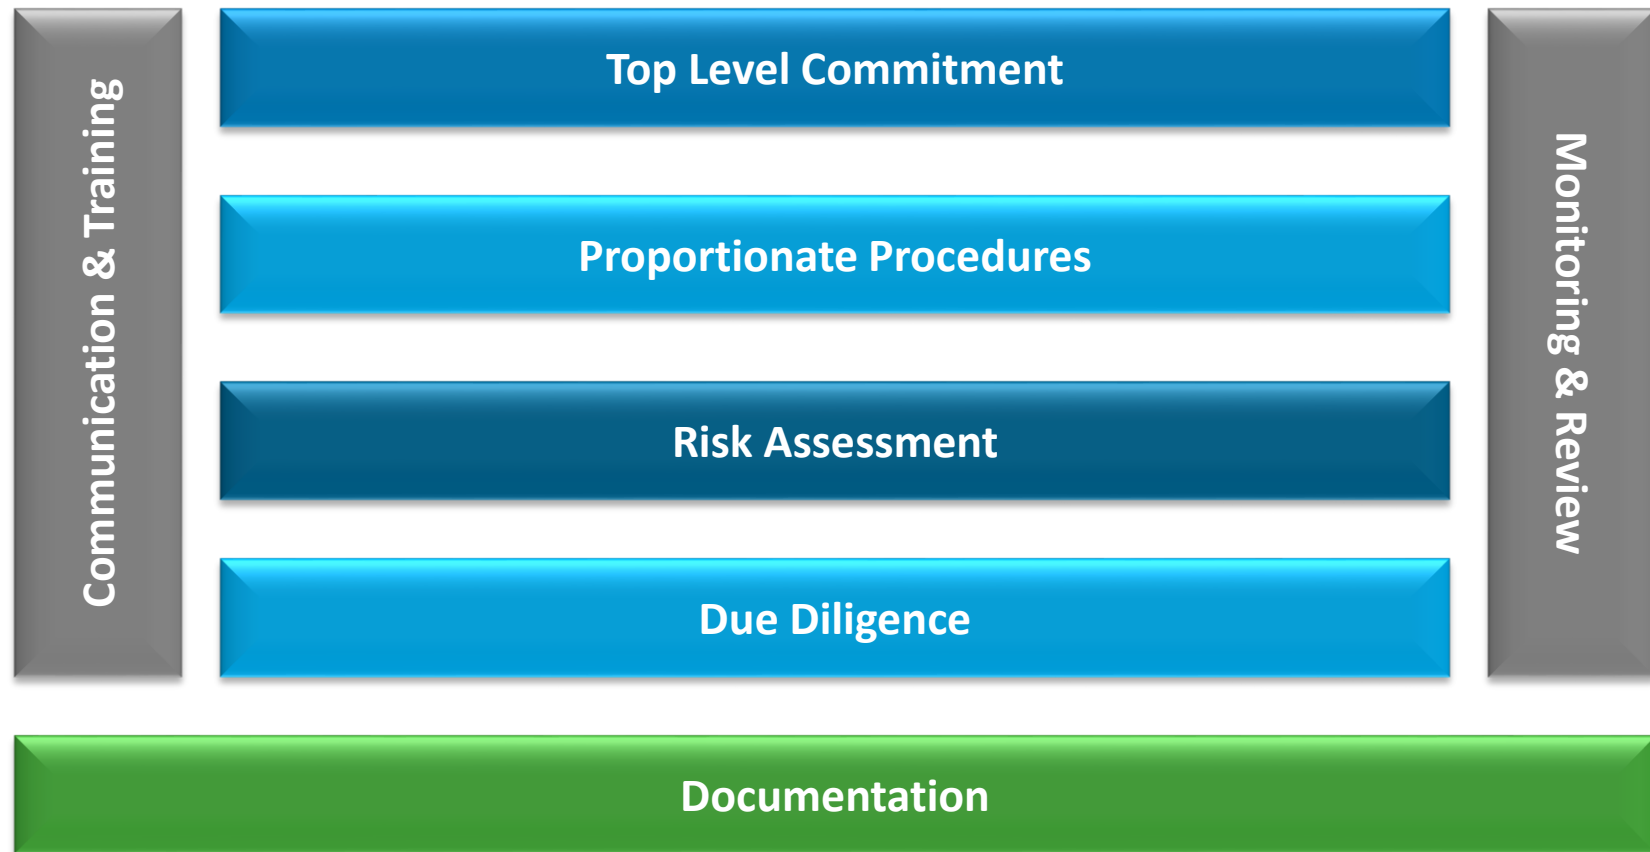 Communication & Training
Top Level Commitment
Proportionate Procedures
Risk Assessment
Due Diligence
Monitoring & Review
Documentation